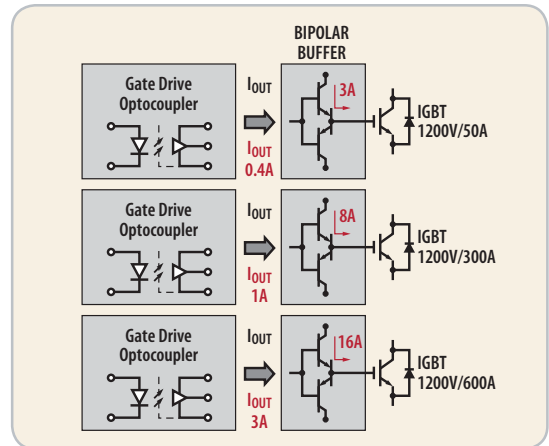 BIPOLAR
BUFFER
Gate Drive
Optocoupler
IOUT
IOUT
0.4A
3A
IGBT
1200V/50A
Gate Drive
Optocoupler
IOUT
IOUT
1A
8A
IGBT
1200V/300A
Gate Drive
Optocoupler
IOUT
IOUT
3A
16A
IGBT
1200V/600A